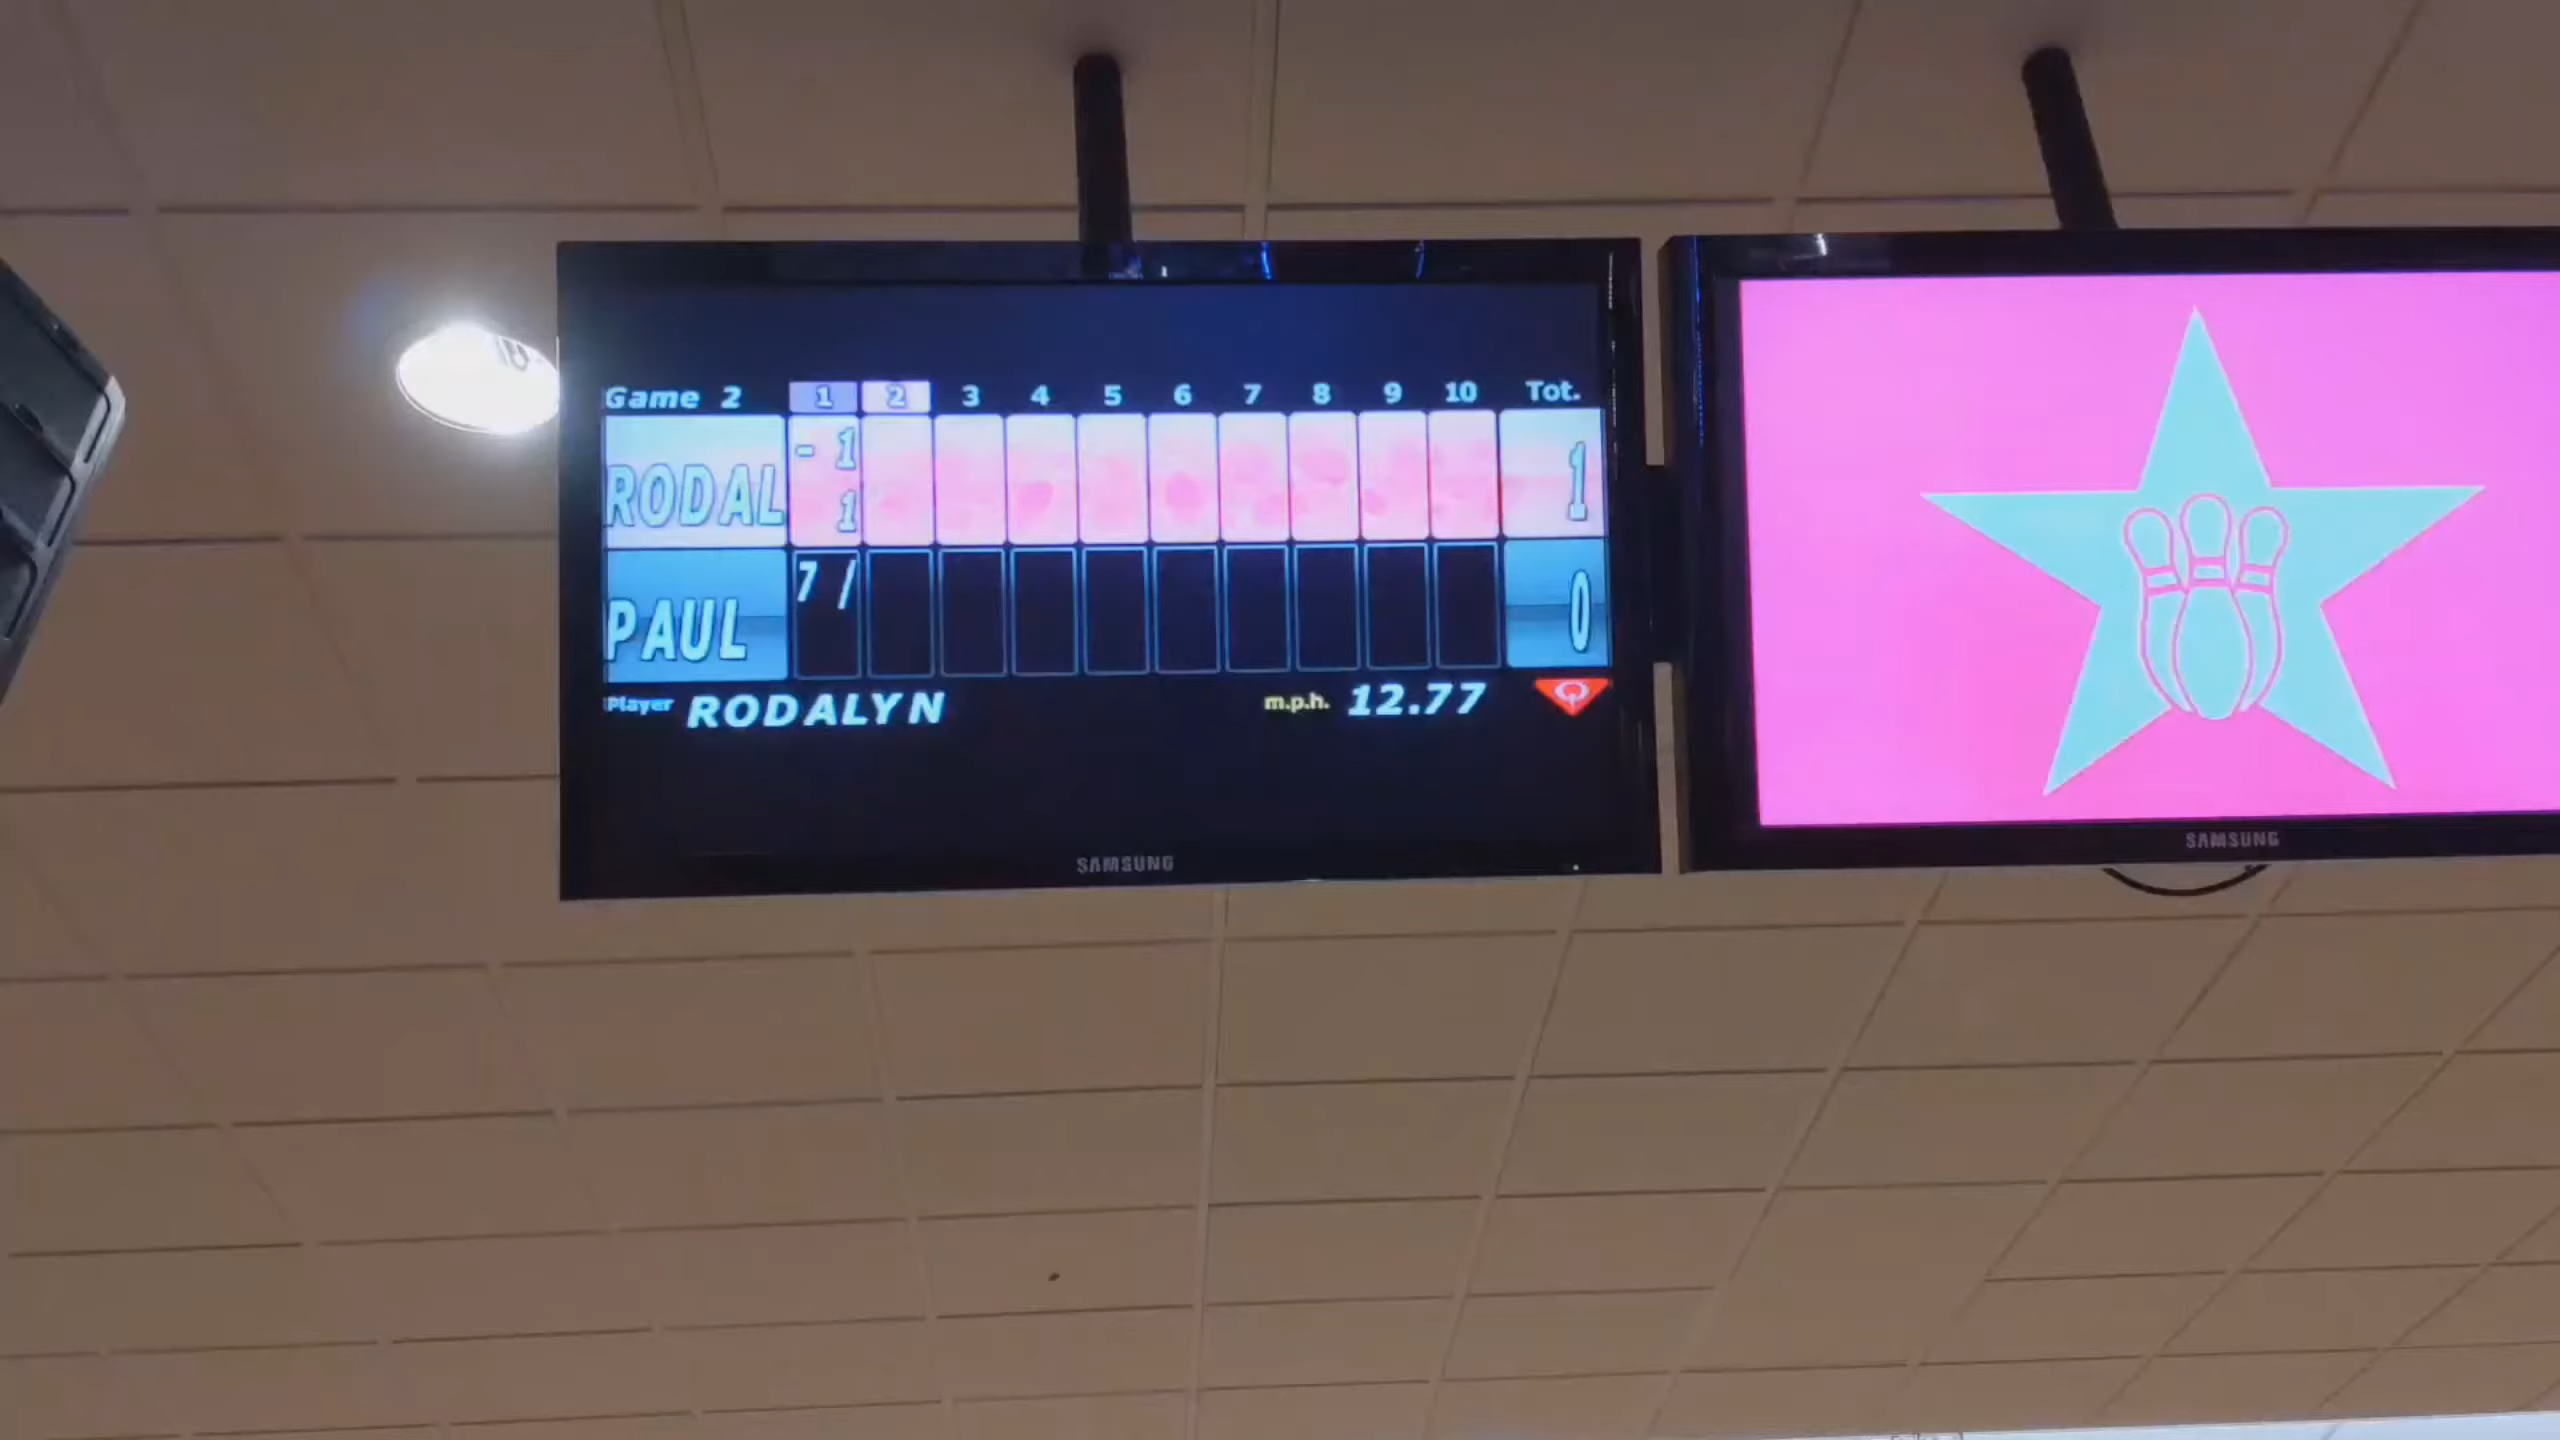 Game 2 1 2 3 4 5 6 7 8 9 10 Tot.
- 1
RODAL 1 1
7 /
PAUL 0
Player RODALYN m.p.h. 12.77
SAMSUNG
SAMSUNG